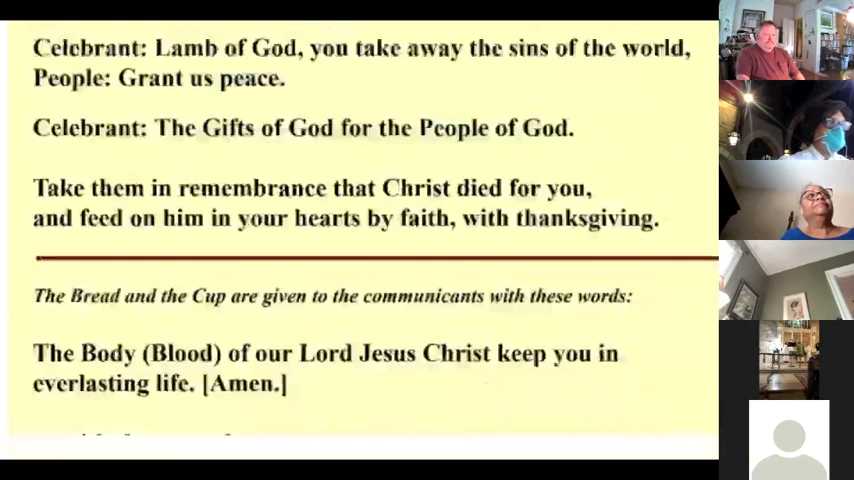 Celebrant: Lamb of God, you take away the sins of the world,
People: Grant us peace.
Celebrant: The Gifts of God for the People of God.
Take them in remembrance that Christ died for you,
and feed on him in your hearts by faith, with thanksgiving.
The Bread and the Cup are given to the communicants with these words:
The Body (Blood) of our Lord Jesus Christ keep you in
everlasting life. [Amen.]